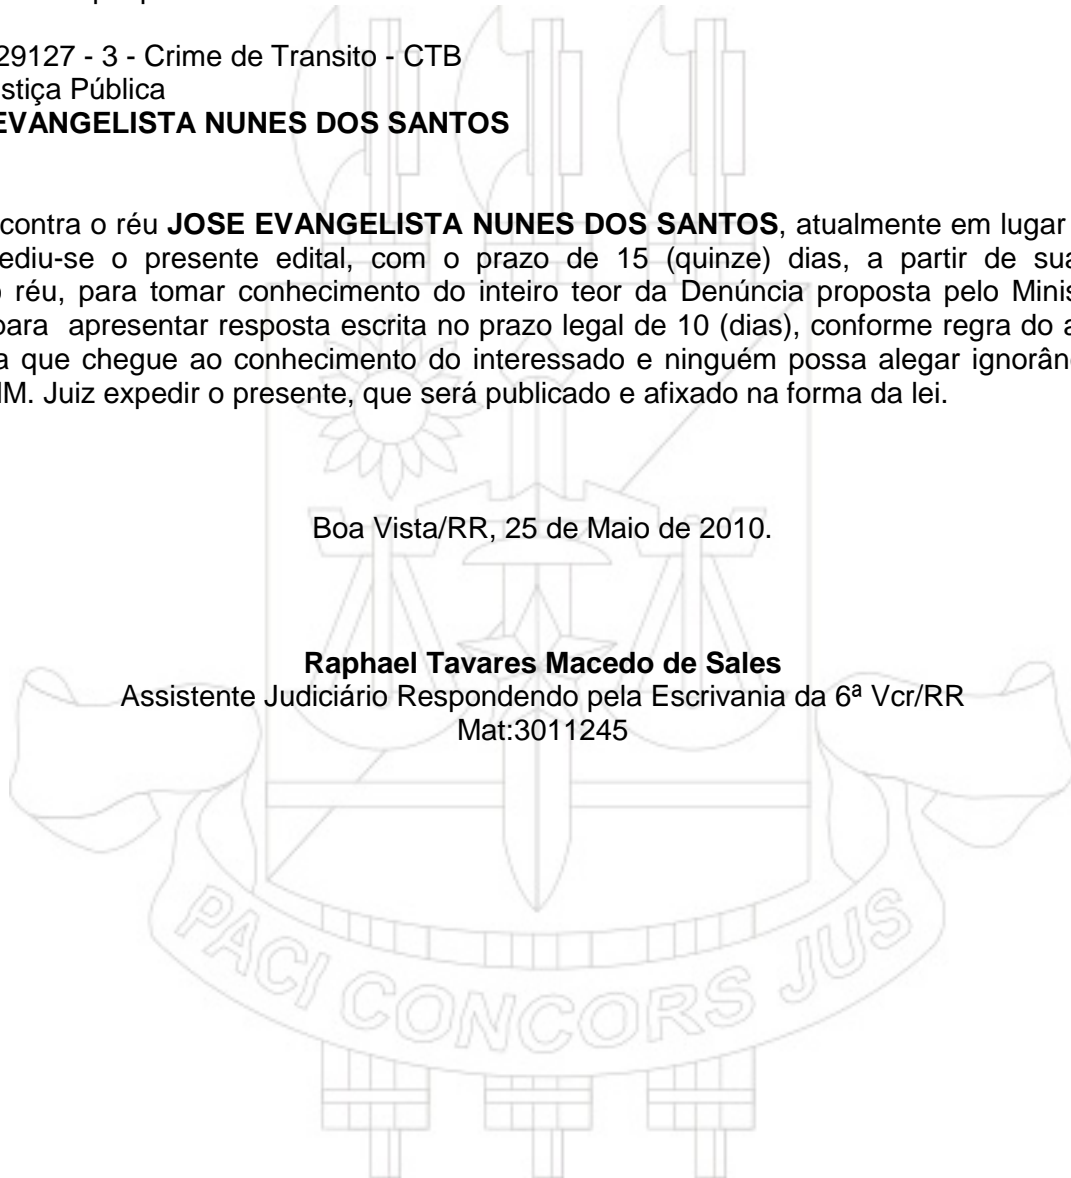 29127 - 3 - Crime de Transito - CTB
stiça Pública
EVANGELISTA NUNES DOS SANTOS
contra o réu JOSE EVANGELISTA NUNES DOS SANTOS, atualmente em lugar
ediu-se o presente edital, com o prazo de 15 (quinze) dias, a partir de sua
o réu, para tomar conhecimento do inteiro teor da Denúncia proposta pelo Minis
para apresentar resposta escrita no prazo legal de 10 (dias), conforme regra do a
a que chegue ao conhecimento do interessado e ninguém possa alegar ignorân
MM. Juiz expedir o presente, que será publicado e afixado na forma da lei.
Boa Vista/RR, 25 de Maio de 2010.
Raphael Tavares Macedo de Sales
Assistente Judiciário Respondendo pela Escrivania da 6ª Vcr/RR
Mat:3011245
PACI CONCORS JUS